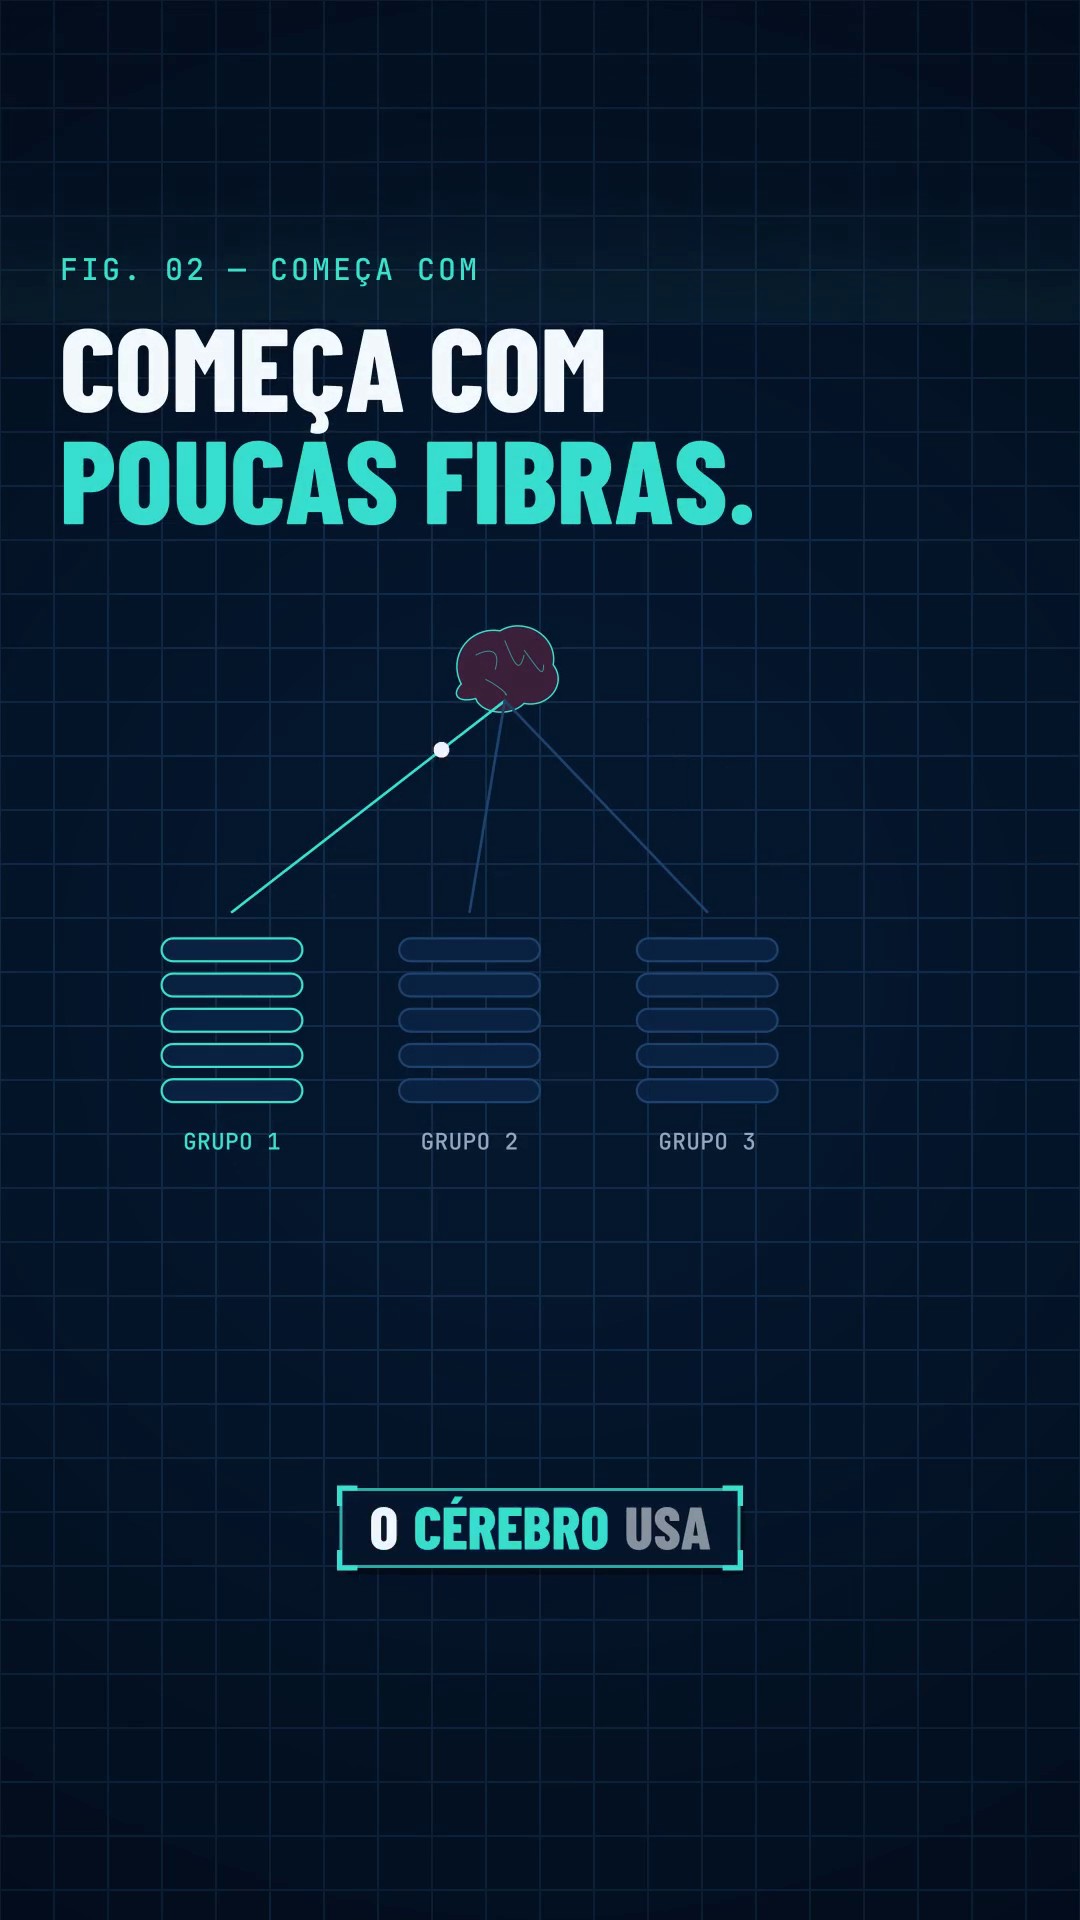 FIG. 02 — COMEÇA COM
COMEÇA COM
POUCAS FIBRAS.
GRUPO 1
GRUPO 2
GRUPO 3
O CÉREBRO USA